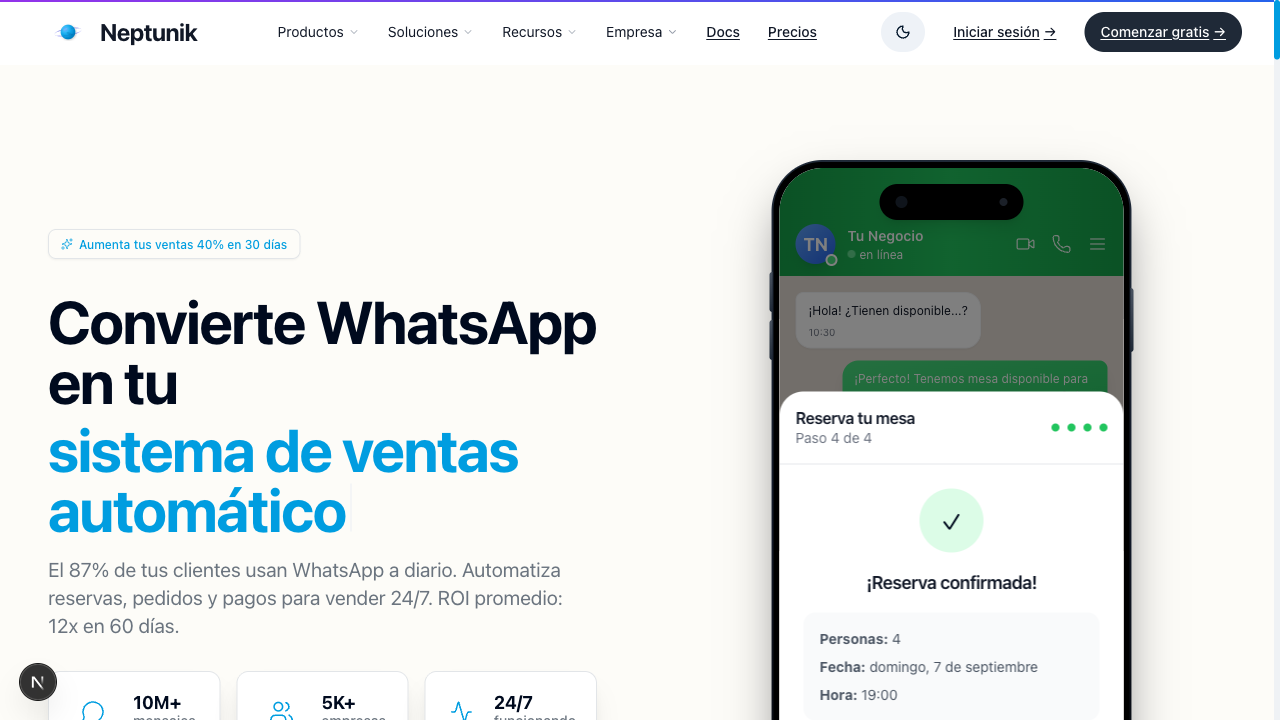 Neptunik
Productos
Soluciones
Recursos
Empresa
Docs
Precios
Iniciar sesión →
Comenzar gratis →
Aumenta tus ventas 40% en 30 días
Convierte WhatsApp
en tu
sistema de ventas
automático
El 87% de tus clientes usan WhatsApp a diario. Automatiza
reservas, pedidos y pagos para vender 24/7. ROI promedio:
12x en 60 días.
10M+
mensajes
5K+
empresas
24/7
funcionando
N
TN
Tu Negocio
en línea
¡Hola! ¿Tienen disponible...?
10:30
¡Perfecto! Tenemos mesa disponible para
Reserva tu mesa
Paso 4 de 4
¡Reserva confirmada!
Personas: 4
Fecha: domingo, 7 de septiembre
Hora: 19:00